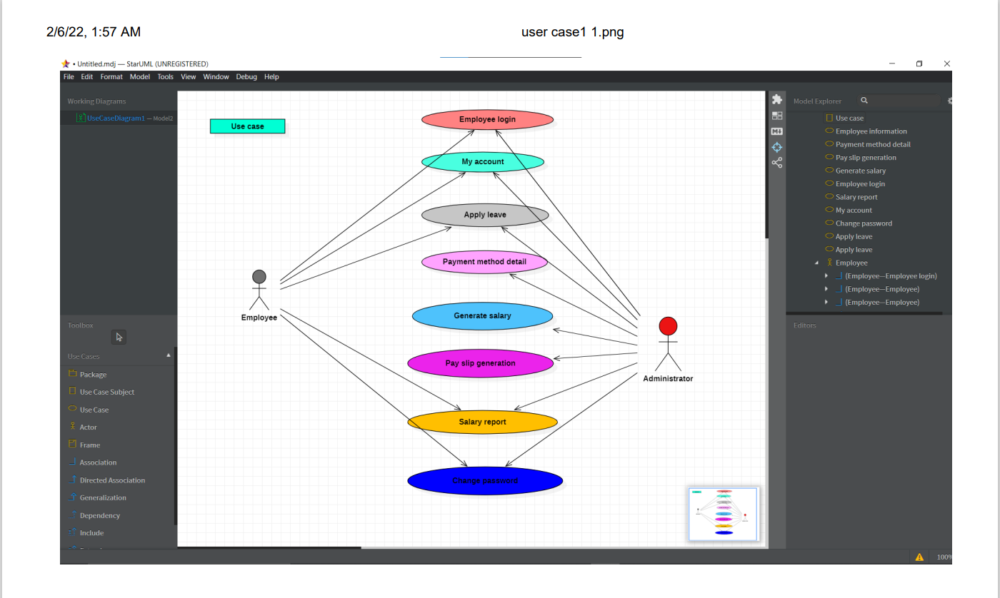 2/6/22, 1:57 AM
user case1 1.png
• Untitled.mdj — StarUML (UNREGISTERED)
File Edit Format Model Tools View Window Debug Help
Working Diagrams
UseCaseDiagram1 — Model2
Toolbox
Use Cases
Package
Use Case Subject
Use Case
Actor
Frame
Association
Directed Association
Generalization
Dependency
Include
Use case
Employee login
My account
Apply leave
Payment method detail
Generate salary
Pay slip generation
Salary report
Change password
Employee
Administrator
Model Explorer
Use case
Employee information
Payment method detail
Pay slip generation
Generate salary
Employee login
Salary report
My account
Change password
Apply leave
Apply leave
Employee
(Employee—Employee login)
(Employee—Employee)
(Employee—Employee)
Editors
100%